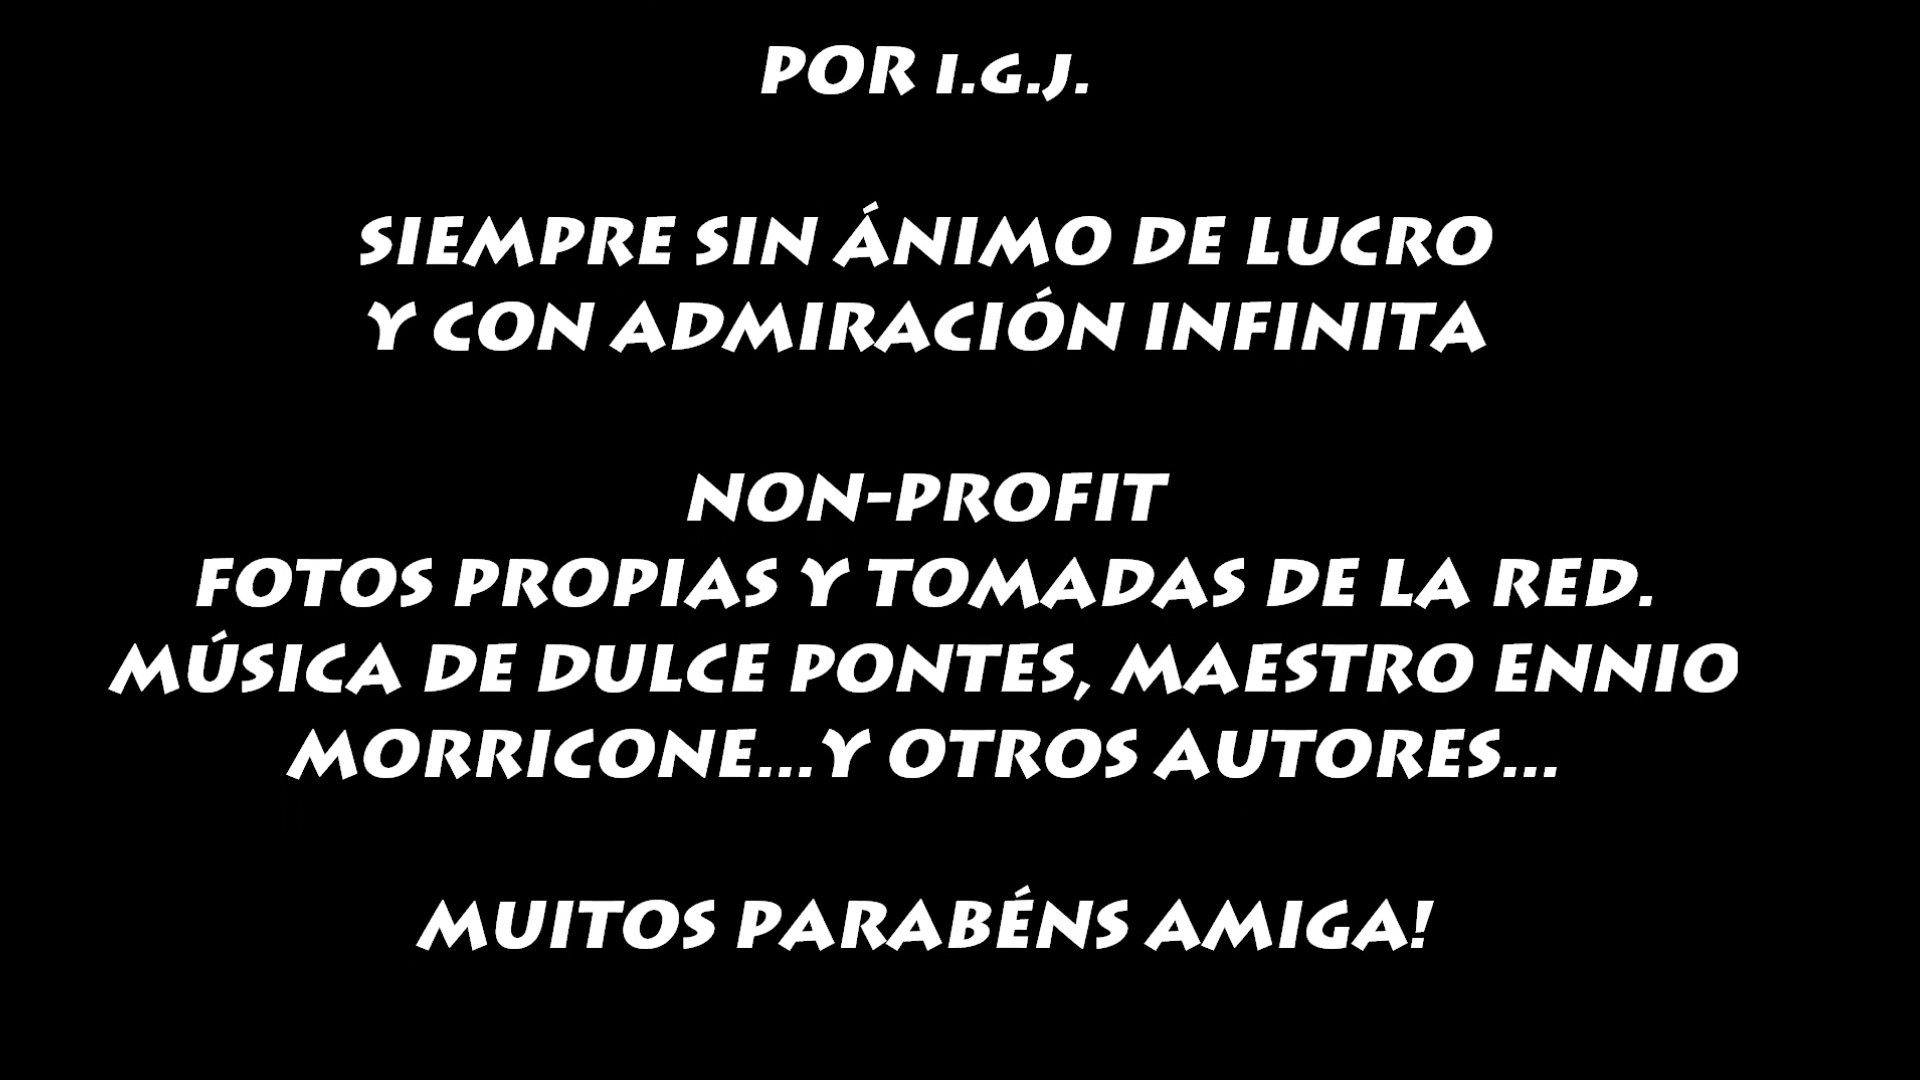 POR I.G.J.
SIEMPRE SIN ÁNIMO DE LUCRO
Y CON ADMIRACIÓN INFINITA
NON-PROFIT
FOTOS PROPIAS Y TOMADAS DE LA RED.
MÚSICA DE DULCE PONTES, MAESTRO ENNIO
MORRICONE...Y OTROS AUTORES...
MUITOS PARABÉNS AMIGA!